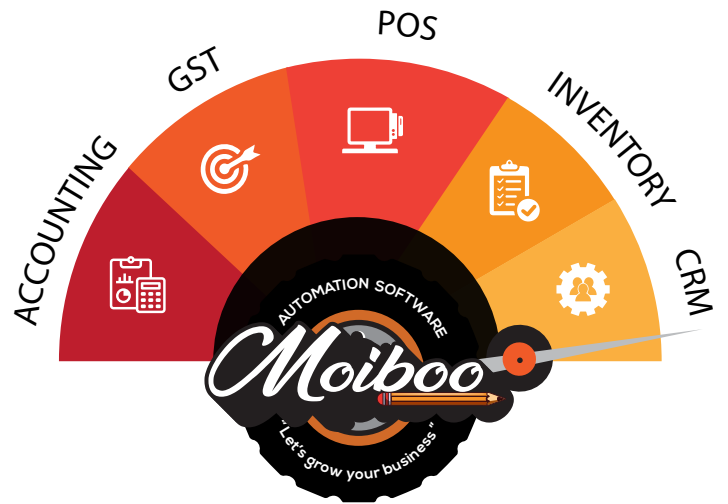 ACCOUNTING
GST
POS
INVENTORY
CRM
AUTOMATION SOFTWARE
Moiboo
"Let's grow your business"